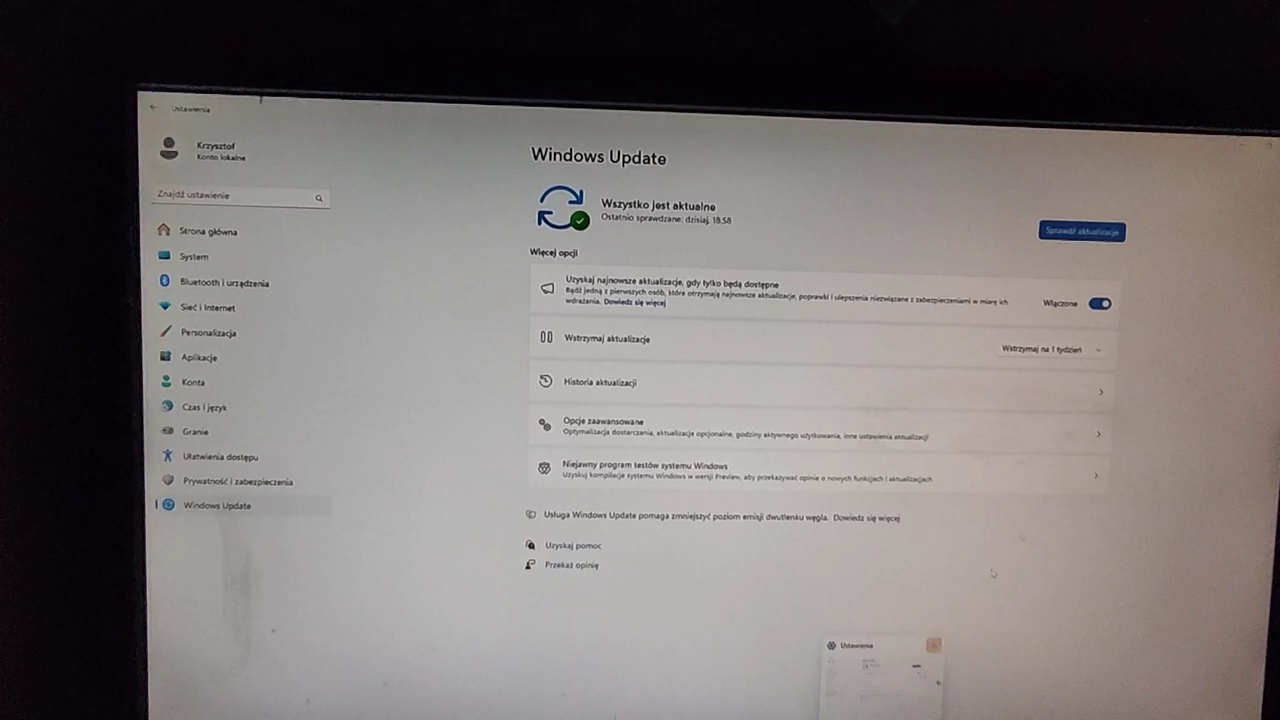 Ustawienia
Krzysztof
Konto lokalne
Znajdź ustawienie
Strona główna
System
Bluetooth i urządzenia
Sieć i Internet
Personalizacja
Aplikacje
Konta
Czas i język
Granie
Ułatwienia dostępu
Prywatność i zabezpieczenia
Windows Update
Windows Update
Wszystko jest aktualne
Ostatnio sprawdzane: dzisiaj, 18:58
Sprawdź aktualizacje
Więcej opcji
Uzyskaj najnowsze aktualizacje, gdy tylko będą dostępne
Bądź jedną z pierwszych osób, które otrzymają najnowsze aktualizacje, poprawki i ulepszenia niezwiązane z zabezpieczeniami w miarę ich
wdrażania. Dowiedz się więcej
Włączone
Wstrzymaj aktualizacje
Wstrzymaj na 1 tydzień
Historia aktualizacji
Opcje zaawansowane
Optymalizacja dostarczania, aktualizacje opcjonalne, godziny aktywnego użytkowania, inne ustawienia aktualizacji
Niejawny program testów systemu Windows
Uzyskuj kompilacje systemu Windows w wersji Preview, aby przekazywać opinie o nowych funkcjach i aktualizacjach
Usługa Windows Update pomaga zmniejszyć poziom emisji dwutlenku węgla. Dowiedz się więcej
Uzyskaj pomoc
Przekaż opinię
Ustawienia